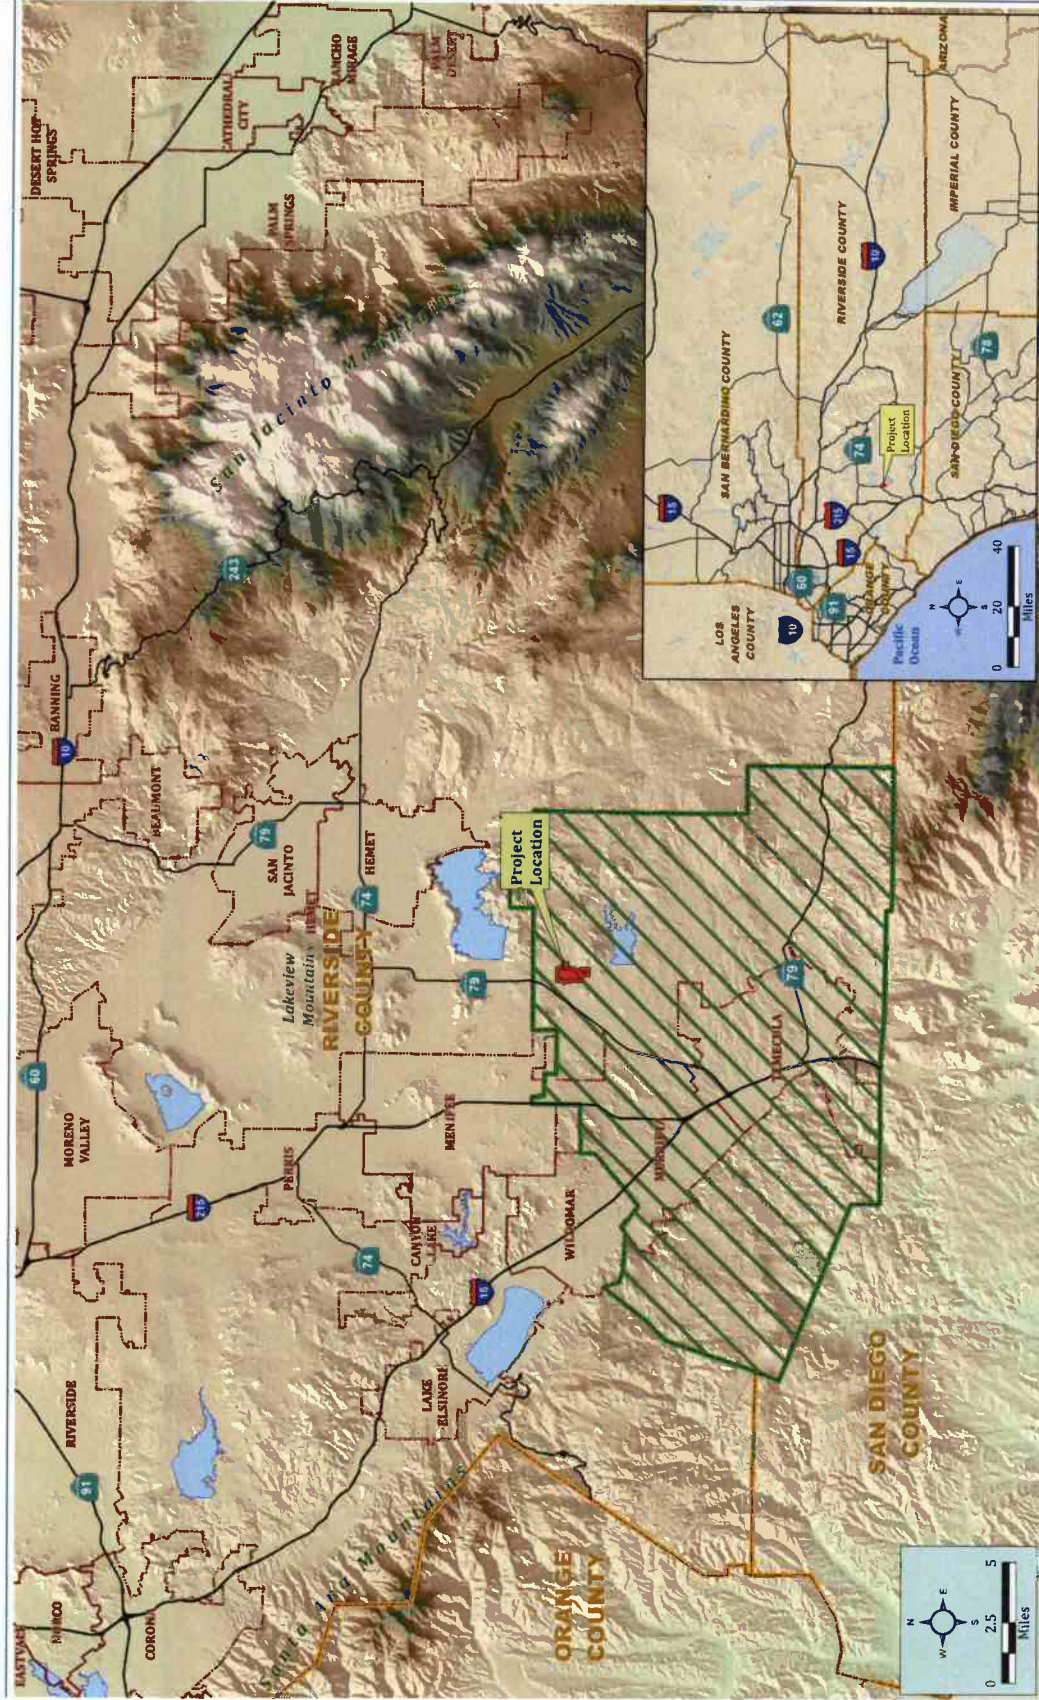 EASTVALE
NORCO
CORONA
91
RIVERSIDE
60
MORENO
VALLEY
215
PERRIS
74
CANYON
LAKE
LAKE
ELSINORE
15
WILDOMAR
MENIFEE
MURRIETA
TEMECULA
79
79
74
HEMET
HEMET
SAN
JACINTO
79
Lakeview
Mountains
RIVERSIDE
COUNTY
BEAUMONT
BANNING
10
243
San Jacinto Mountains
DESERT HOT
SPRINGS
PALM
SPRINGS
CATHEDRAL
CITY
RANCHO
MIRAGE
PALM
DESERT
Santa Ana Mountains
ORANGE
COUNTY
SAN DIEGO
COUNTY
Project
Location
N
W
E
S
0
2.5
5
Miles
LOS
ANGELES
COUNTY
SAN BERNARDINO COUNTY
RIVERSIDE COUNTY
IMPERIAL COUNTY
SAN DIEGO COUNTY
ORANGE
COUNTY
ARIZONA
Pacific
Ocean
15
62
10
60
91
10
15
215
74
78
Project
Location
N
W
E
S
0
20
40
Miles